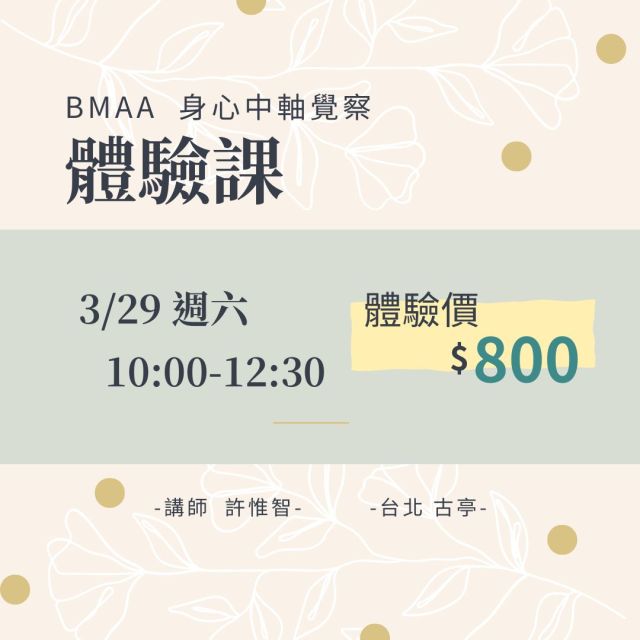 BMAA 身心中軸覺察
體驗課
3/29 週六
10:00-12:30
體驗價
$800
-講師 許惟智-
-台北 古亭-